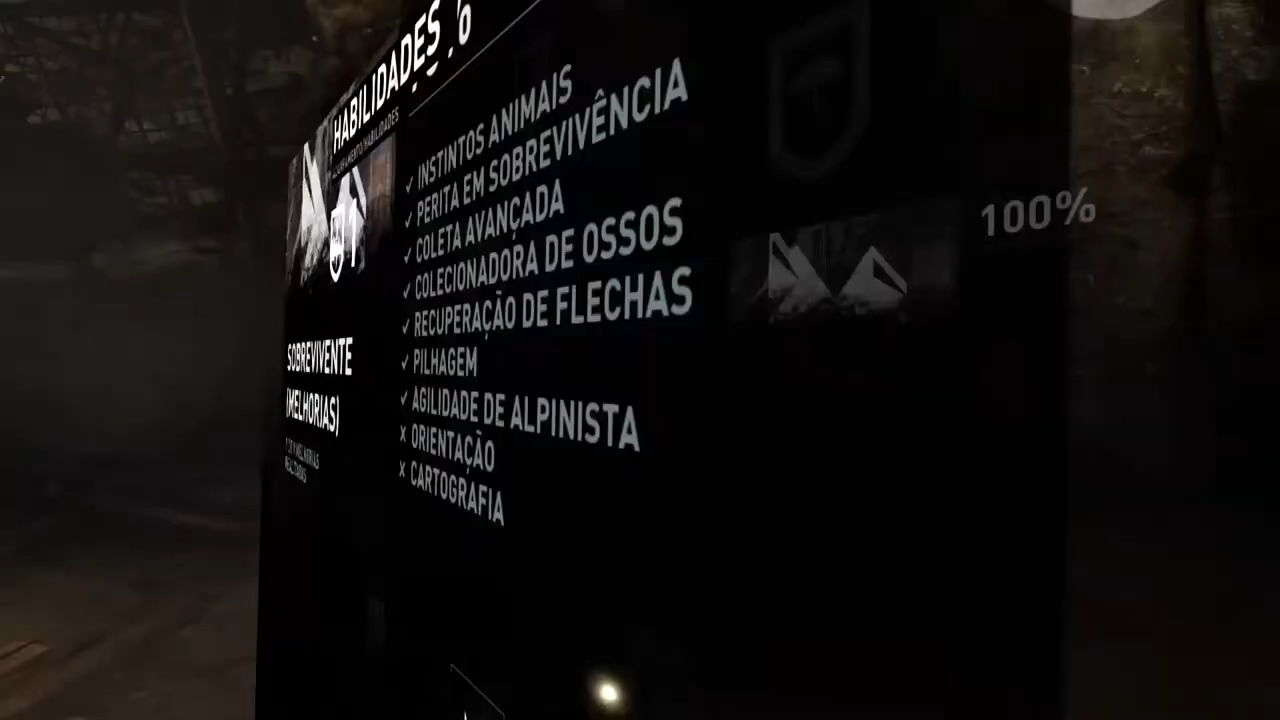 HABILIDADES
INSTINTOS ANIMAIS
PERITA EM SOBREVIVÊNCIA
COLETA AVANÇADA
COLECIONADORA DE OSSOS
RECUPERAÇÃO DE FLECHAS
PILHAGEM
AGILIDADE DE ALPINISTA
ORIENTAÇÃO
CARTOGRAFIA
1
SOBREVIVENTE
(MELHORIAS)
100%